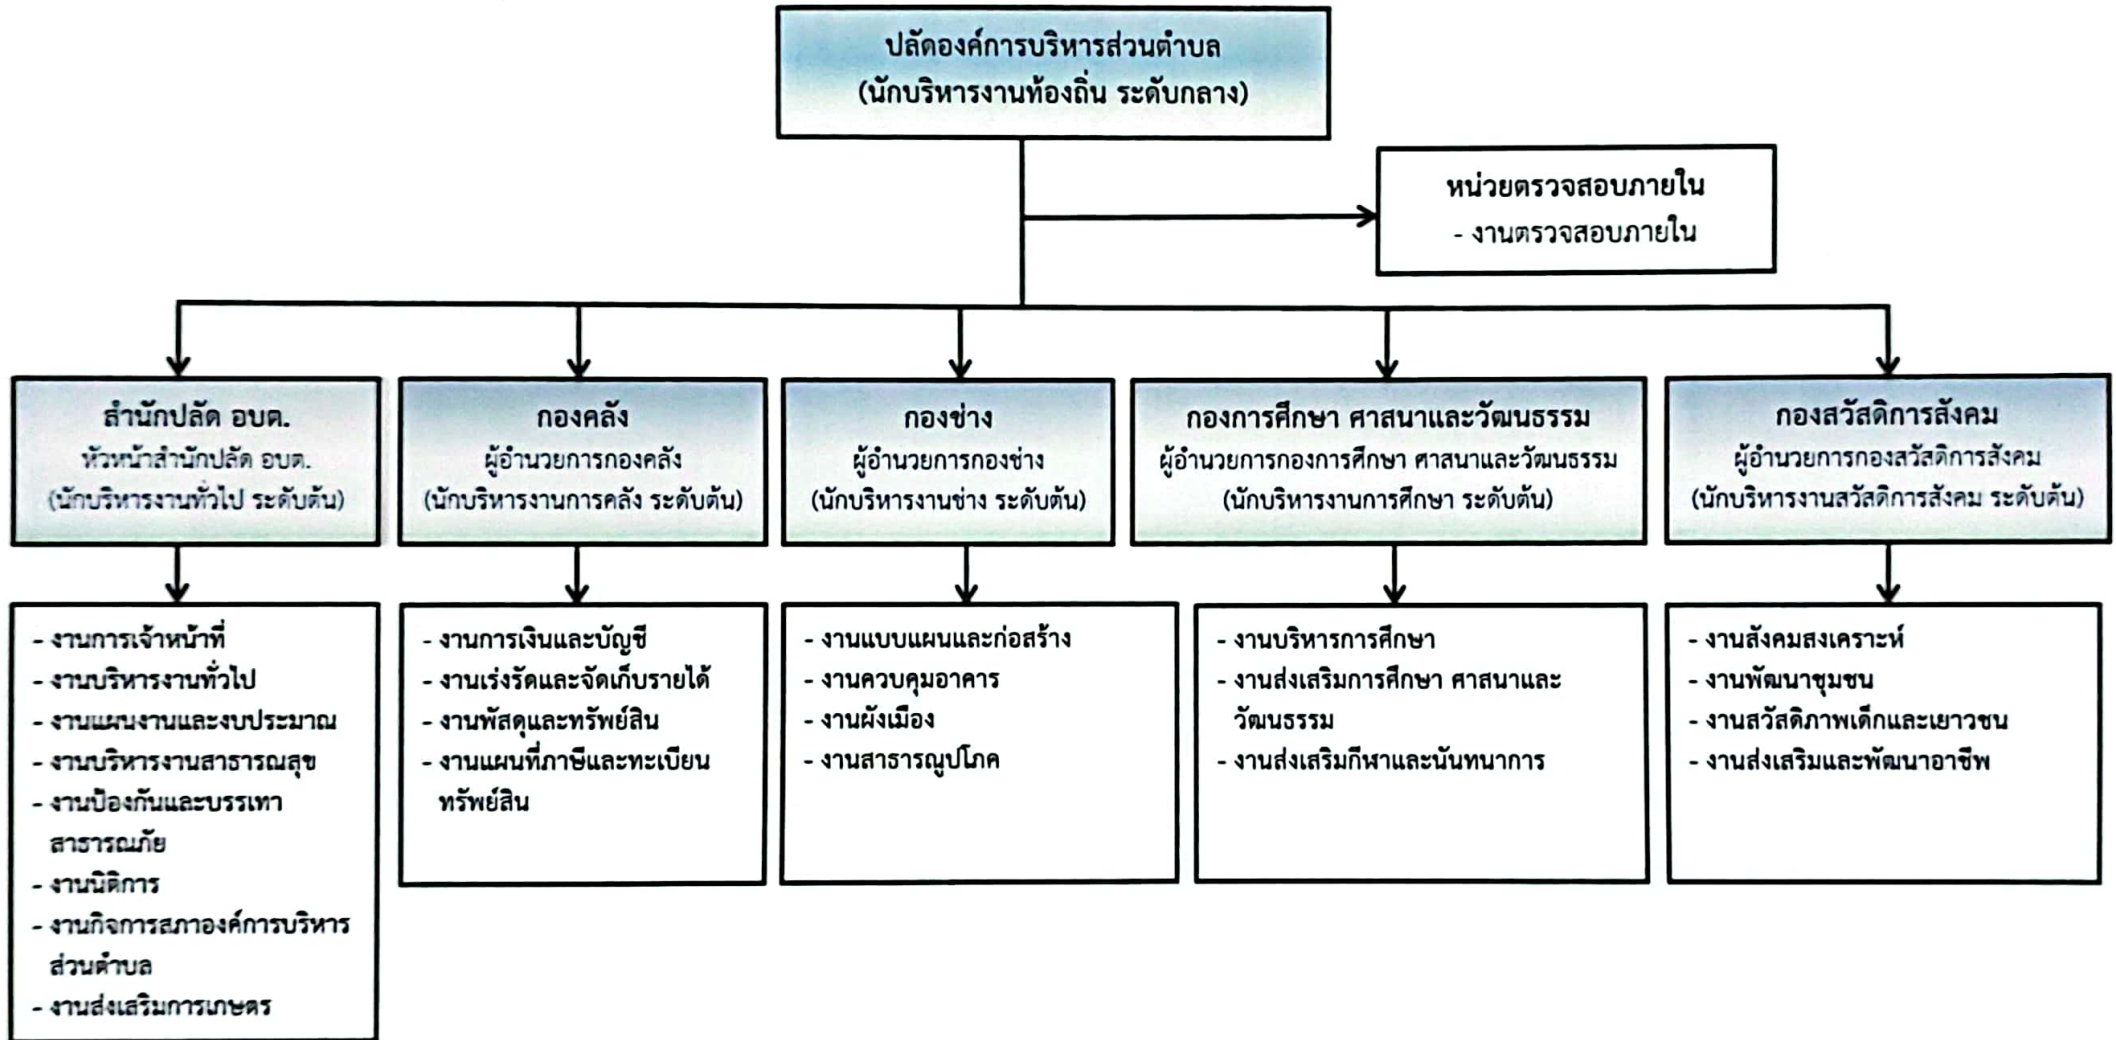 ปลัดองค์การบริหารส่วนตำบล
(นักบริหารงานท้องถิ่น ระดับกลาง)
หน่วยตรวจสอบภายใน
- งานตรวจสอบภายใน
สำนักปลัด อบต.
หัวหน้าสำนักปลัด อบต.
(นักบริหารงานทั่วไป ระดับต้น)
กองคลัง
ผู้อำนวยการกองคลัง
(นักบริหารงานการคลัง ระดับต้น)
กองช่าง
ผู้อำนวยการกองช่าง
(นักบริหารงานช่าง ระดับต้น)
กองการศึกษา ศาสนาและวัฒนธรรม
ผู้อำนวยการกองการศึกษา ศาสนาและวัฒนธรรม
(นักบริหารงานการศึกษา ระดับต้น)
กองสวัสดิการสังคม
ผู้อำนวยการกองสวัสดิการสังคม
(นักบริหารงานสวัสดิการสังคม ระดับต้น)
- งานการเจ้าหน้าที่
- งานบริหารงานทั่วไป
- งานแผนงานและงบประมาณ
- งานบริหารงานสาธารณสุข
- งานป้องกันและบรรเทา
สาธารณภัย
- งานนิติการ
- งานกิจการสภาองค์การบริหาร
ส่วนตำบล
- งานส่งเสริมการเกษตร
- งานการเงินและบัญชี
- งานเร่งรัดและจัดเก็บรายได้
- งานพัสดุและทรัพย์สิน
- งานแผนที่ภาษีและทะเบียน
ทรัพย์สิน
- งานแบบแผนและก่อสร้าง
- งานควบคุมอาคาร
- งานผังเมือง
- งานสาธารณูปโภค
- งานบริหารการศึกษา
- งานส่งเสริมการศึกษา ศาสนาและ
วัฒนธรรม
- งานส่งเสริมกีฬาและนันทนาการ
- งานสังคมสงเคราะห์
- งานพัฒนาชุมชน
- งานสวัสดิภาพเด็กและเยาวชน
- งานส่งเสริมและพัฒนาอาชีพ